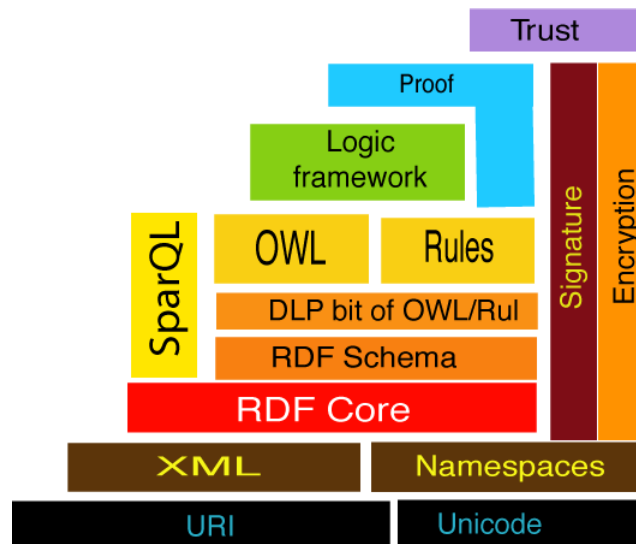 Trust
Proof
Logic
framework
Signature
Encryption
SparQL
OWL
Rules
DLP bit of OWL/Rul
RDF Schema
RDF Core
XML
Namespaces
URI
Unicode